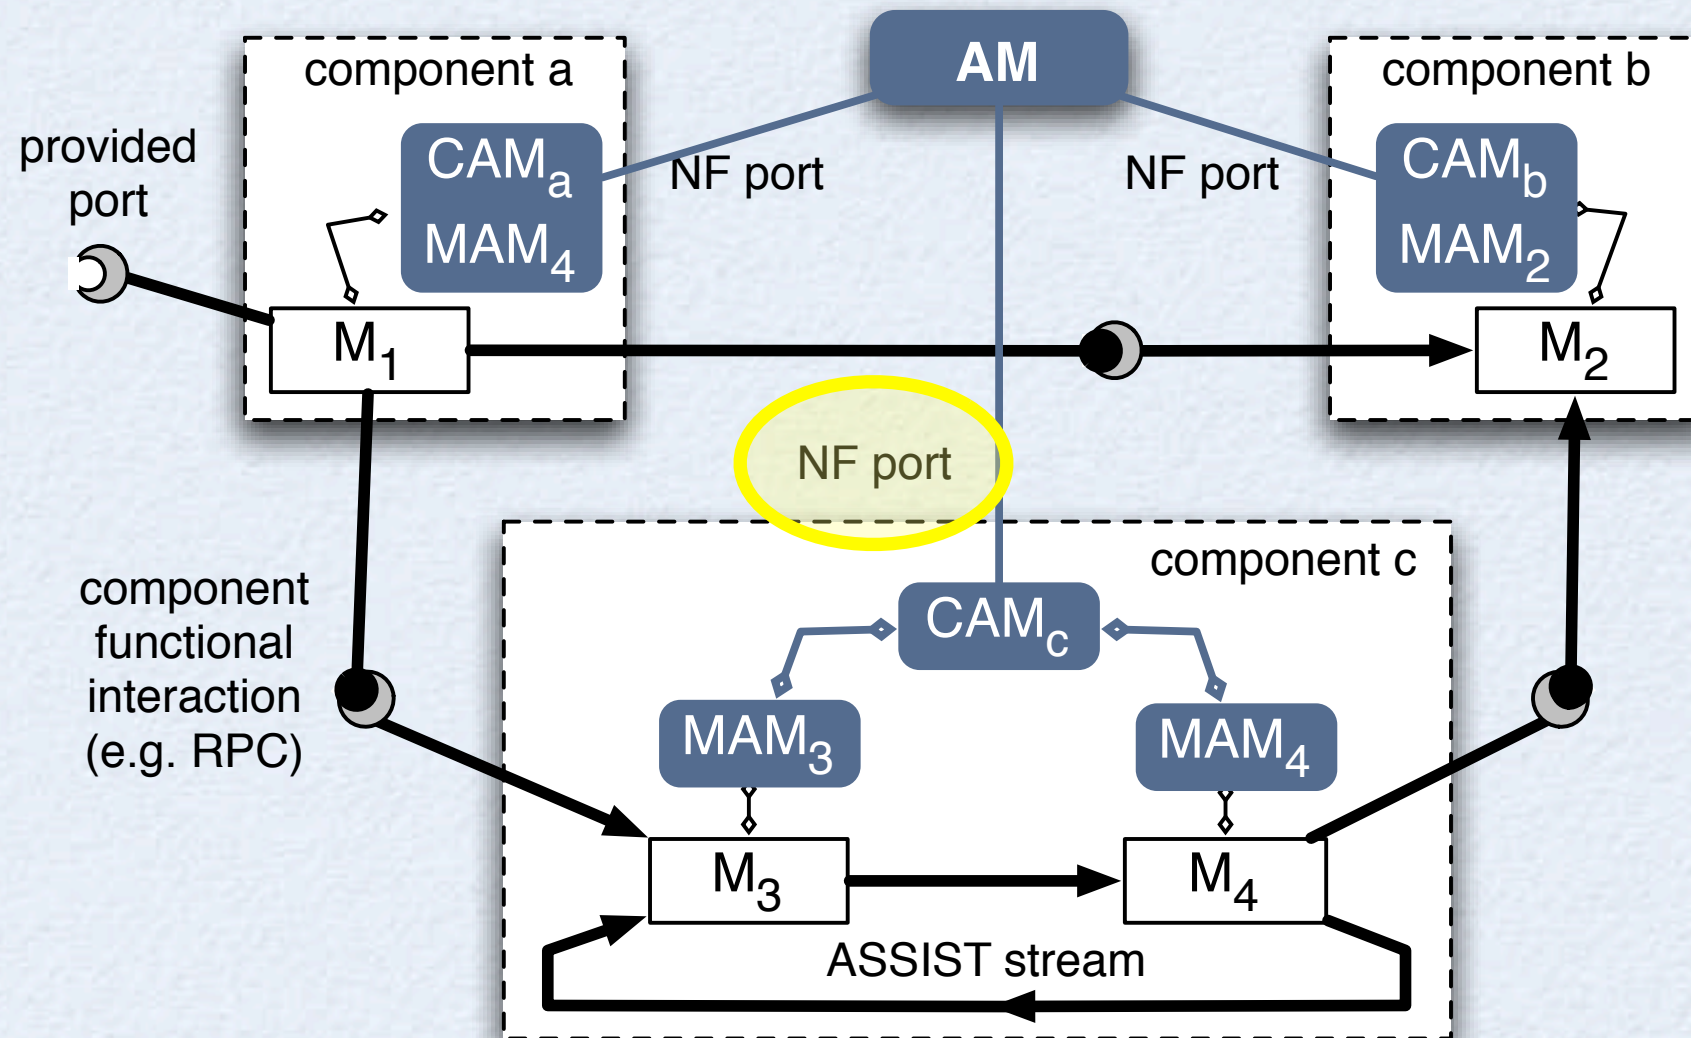 AM
component a
component b
provided
port
CAMa
MAM4
NF port
NF port
CAMb
MAM2
M1
M2
NF port
component c
component
functional
interaction
(e.g. RPC)
CAMc
MAM3
MAM4
M3
M4
ASSIST stream